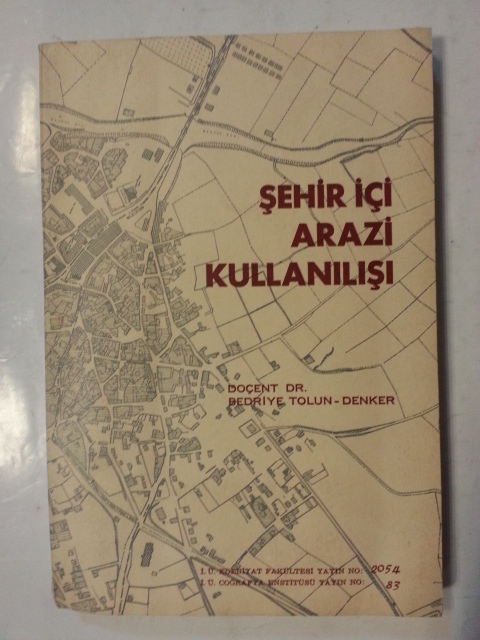 ŞEHİR İÇİ
ARAZİ
KULLANILIŞI
DOÇENT DR.
BEDRİYE TOLUN - DENKER
İ. Ü. EDEBİYAT FAKÜLTESİ YAYIN NO: 2054
İ. Ü. COĞRAFYA ENSTİTÜSÜ YAYIN NO: 83